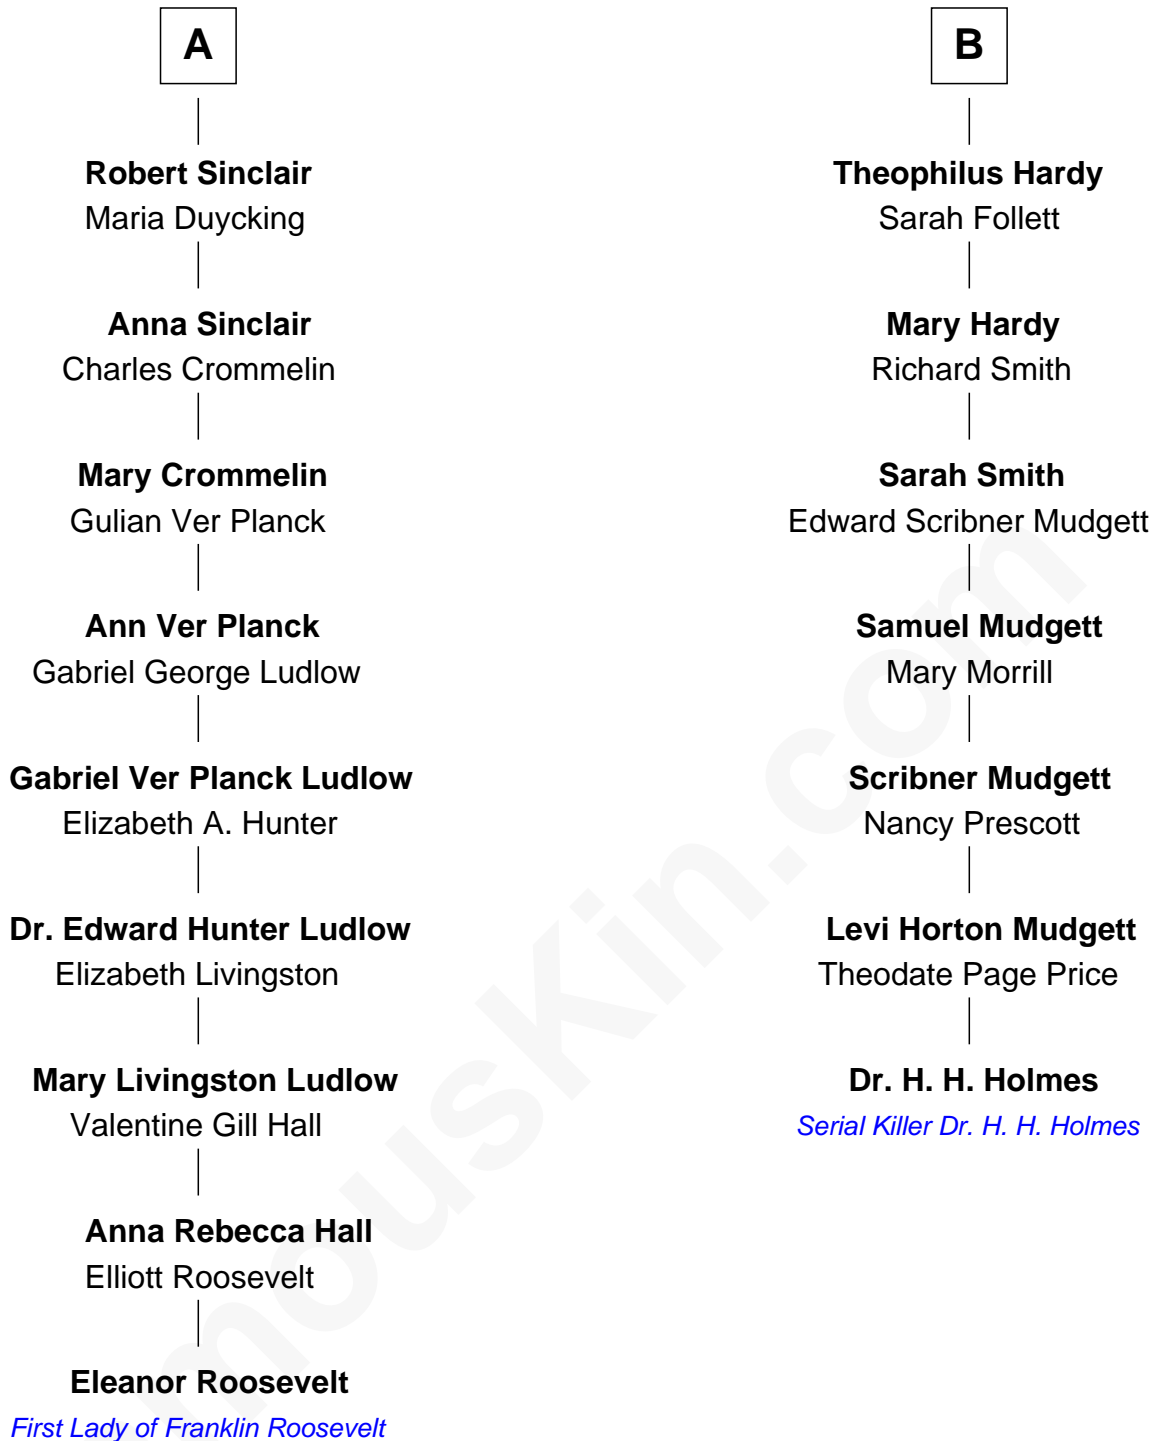 A
Robert Sinclair
Maria Duycking
Anna Sinclair
Charles Crommelin
Mary Crommelin
Gulian Ver Planck
Ann Ver Planck
Gabriel George Ludlow
Gabriel Ver Planck Ludlow
Elizabeth A. Hunter
Dr. Edward Hunter Ludlow
Elizabeth Livingston
Mary Livingston Ludlow
Valentine Gill Hall
Anna Rebecca Hall
Elliott Roosevelt
Eleanor Roosevelt
First Lady of Franklin Roosevelt
B
Theophilus Hardy
Sarah Follett
Mary Hardy
Richard Smith
Sarah Smith
Edward Scribner Mudgett
Samuel Mudgett
Mary Morrill
Scribner Mudgett
Nancy Prescott
Levi Horton Mudgett
Theodate Page Price
Dr. H. H. Holmes
Serial Killer Dr. H. H. Holmes
mouskin.com